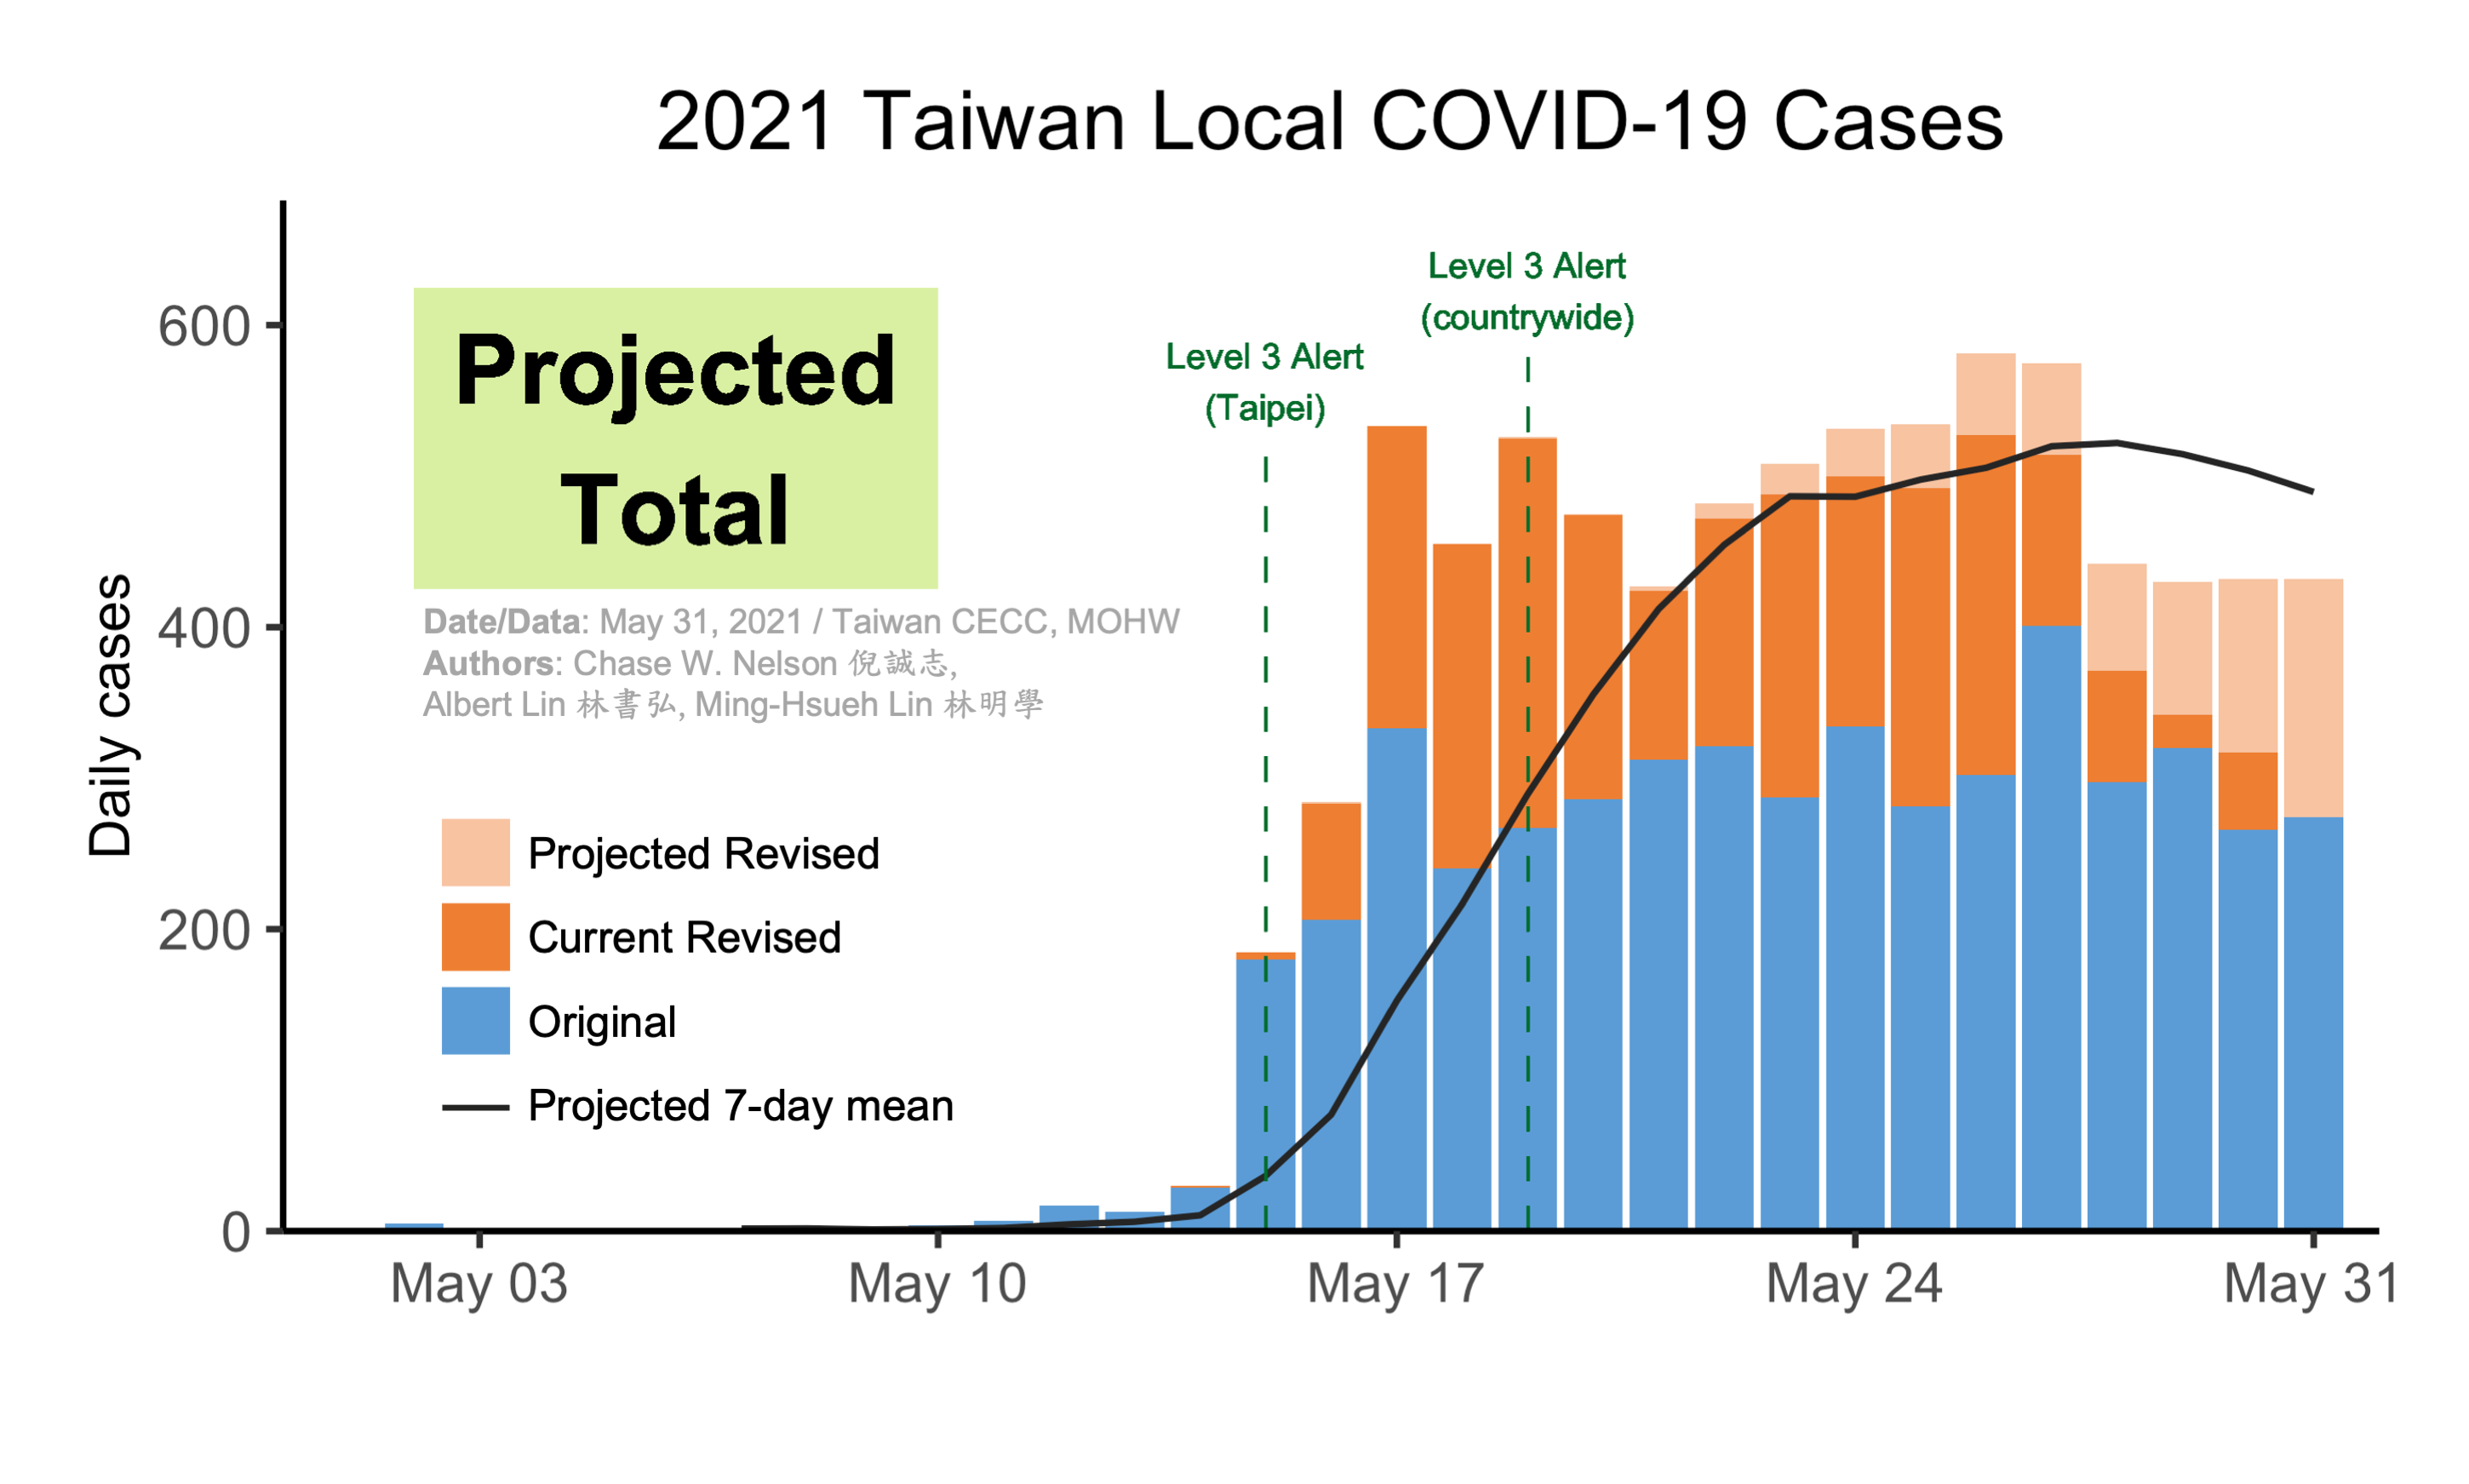 2021 Taiwan Local COVID-19 Cases
Level 3 Alert
(countrywide)
Level 3 Alert
(Taipei)
Projected
Total
Date/Data: May 31, 2021 / Taiwan CECC, MOHW
Authors: Chase W. Nelson 倪誠志,
Albert Lin 林書弘, Ming-Hsueh Lin 林明學
Projected Revised
Current Revised
Original
Projected 7-day mean
Daily cases
600
400
200
0
May 03
May 10
May 17
May 24
May 31